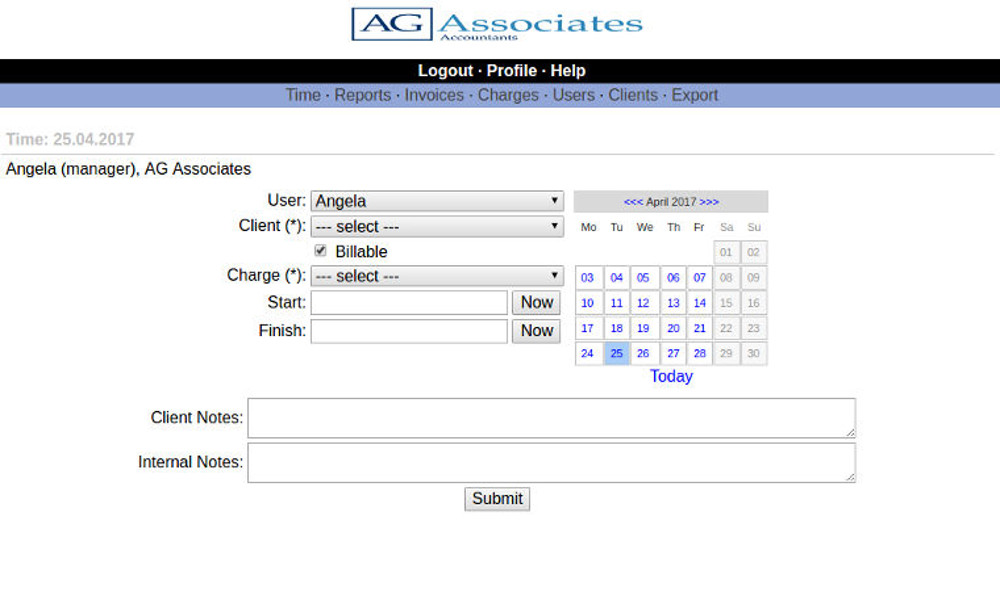 AG Associates
Accountants
Logout · Profile · Help
Time · Reports · Invoices · Charges · Users · Clients · Export
Time: 25.04.2017
Angela (manager), AG Associates
User: Angela
Client (*): --- select ---
Billable
Charge (*): --- select ---
Start: Now
Finish: Now
<<< April 2017 >>>
Mo Tu We Th Fr Sa Su
01 02
03 04 05 06 07 08 09
10 11 12 13 14 15 16
17 18 19 20 21 22 23
24 25 26 27 28 29 30
Today
Client Notes:
Internal Notes:
Submit